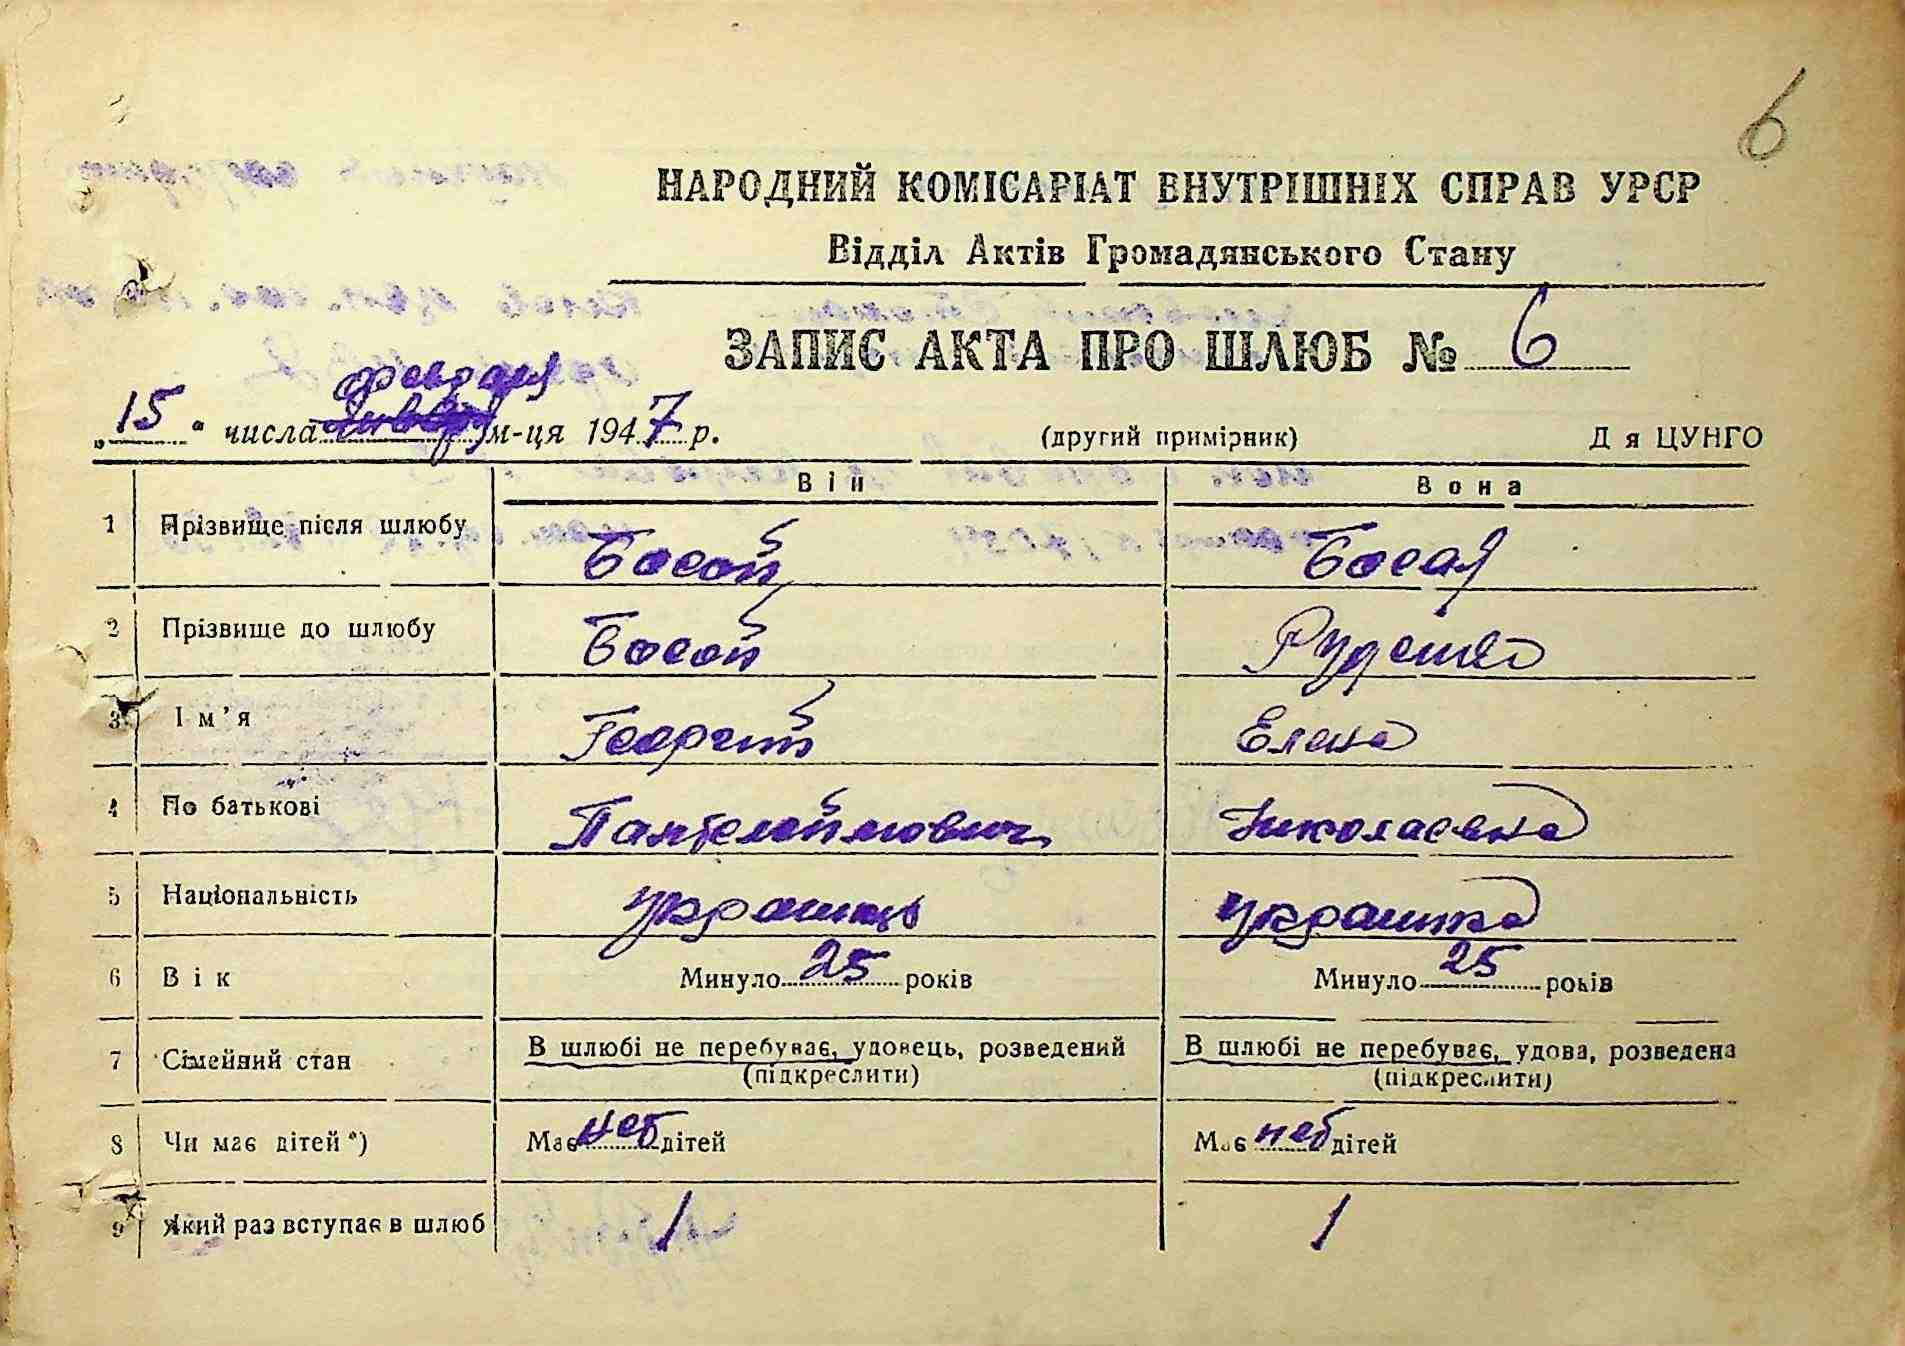 6
НАРОДНИЙ КОМІСАРІАТ ВНУТРІШНІХ СПРАВ УРСР
Відділ Актів Громадянського Стану
ЗАПИС АКТА ПРО ШЛЮБ № 6
февраля
„15“ числа января м-ця 1947 р. (другий примірник) Д я ЦУНГО
Він Вона
1 Прізвище після шлюбу Босой Босая
2 Прізвище до шлюбу Босой Руденко
3 Ім'я Георгий Елена
4 По батькові Пантелеймович Николаевна
5 Національність украинець украинка
6 Вік Минуло 25 років Минуло 25 років
7 Сімейний стан В шлюбі не перебуває, удовець, розведений В шлюбі не перебуває, удова, розведена
(підкреслити) (підкреслити)
8 Чи має дітей*) Має нет дітей Має нет дітей
9 Який раз вступає в шлюб 1 1